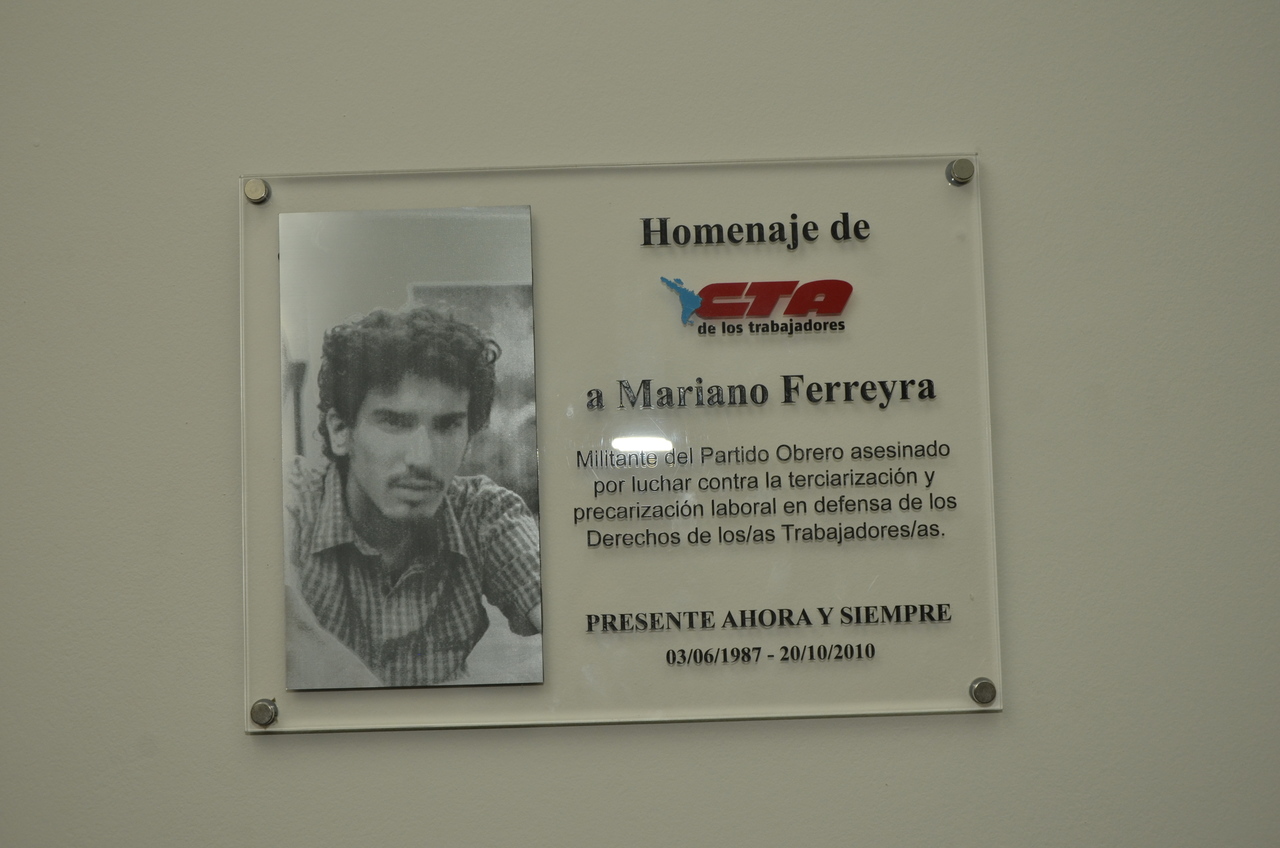 Homenaje de
CTA
de los trabajadores
a Mariano Ferreyra
Militante del Partido Obrero asesinado
por luchar contra la terciarización y
precarización laboral en defensa de los
Derechos de los/as Trabajadores/as.
PRESENTE AHORA Y SIEMPRE
03/06/1987 - 20/10/2010